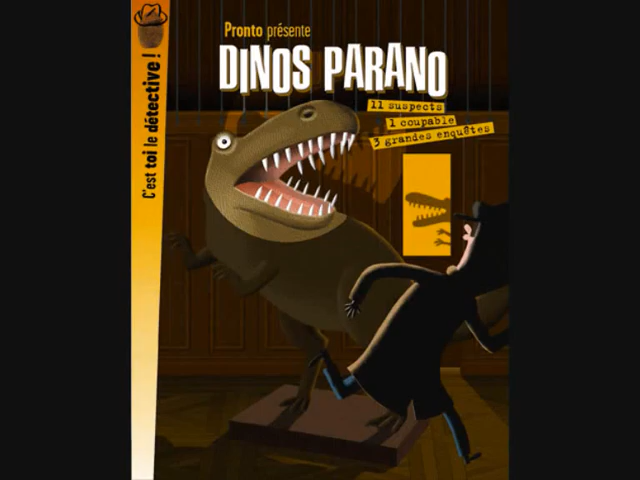 Pronto présente
DINOS PARANO
11 suspects
1 coupable
3 grandes enquêtes
C'est toi le détective !